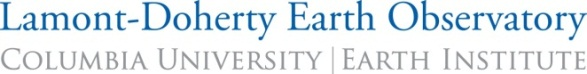 Lamont-Doherty Earth Observatory
COLUMBIA UNIVERSITY | EARTH INSTITUTE